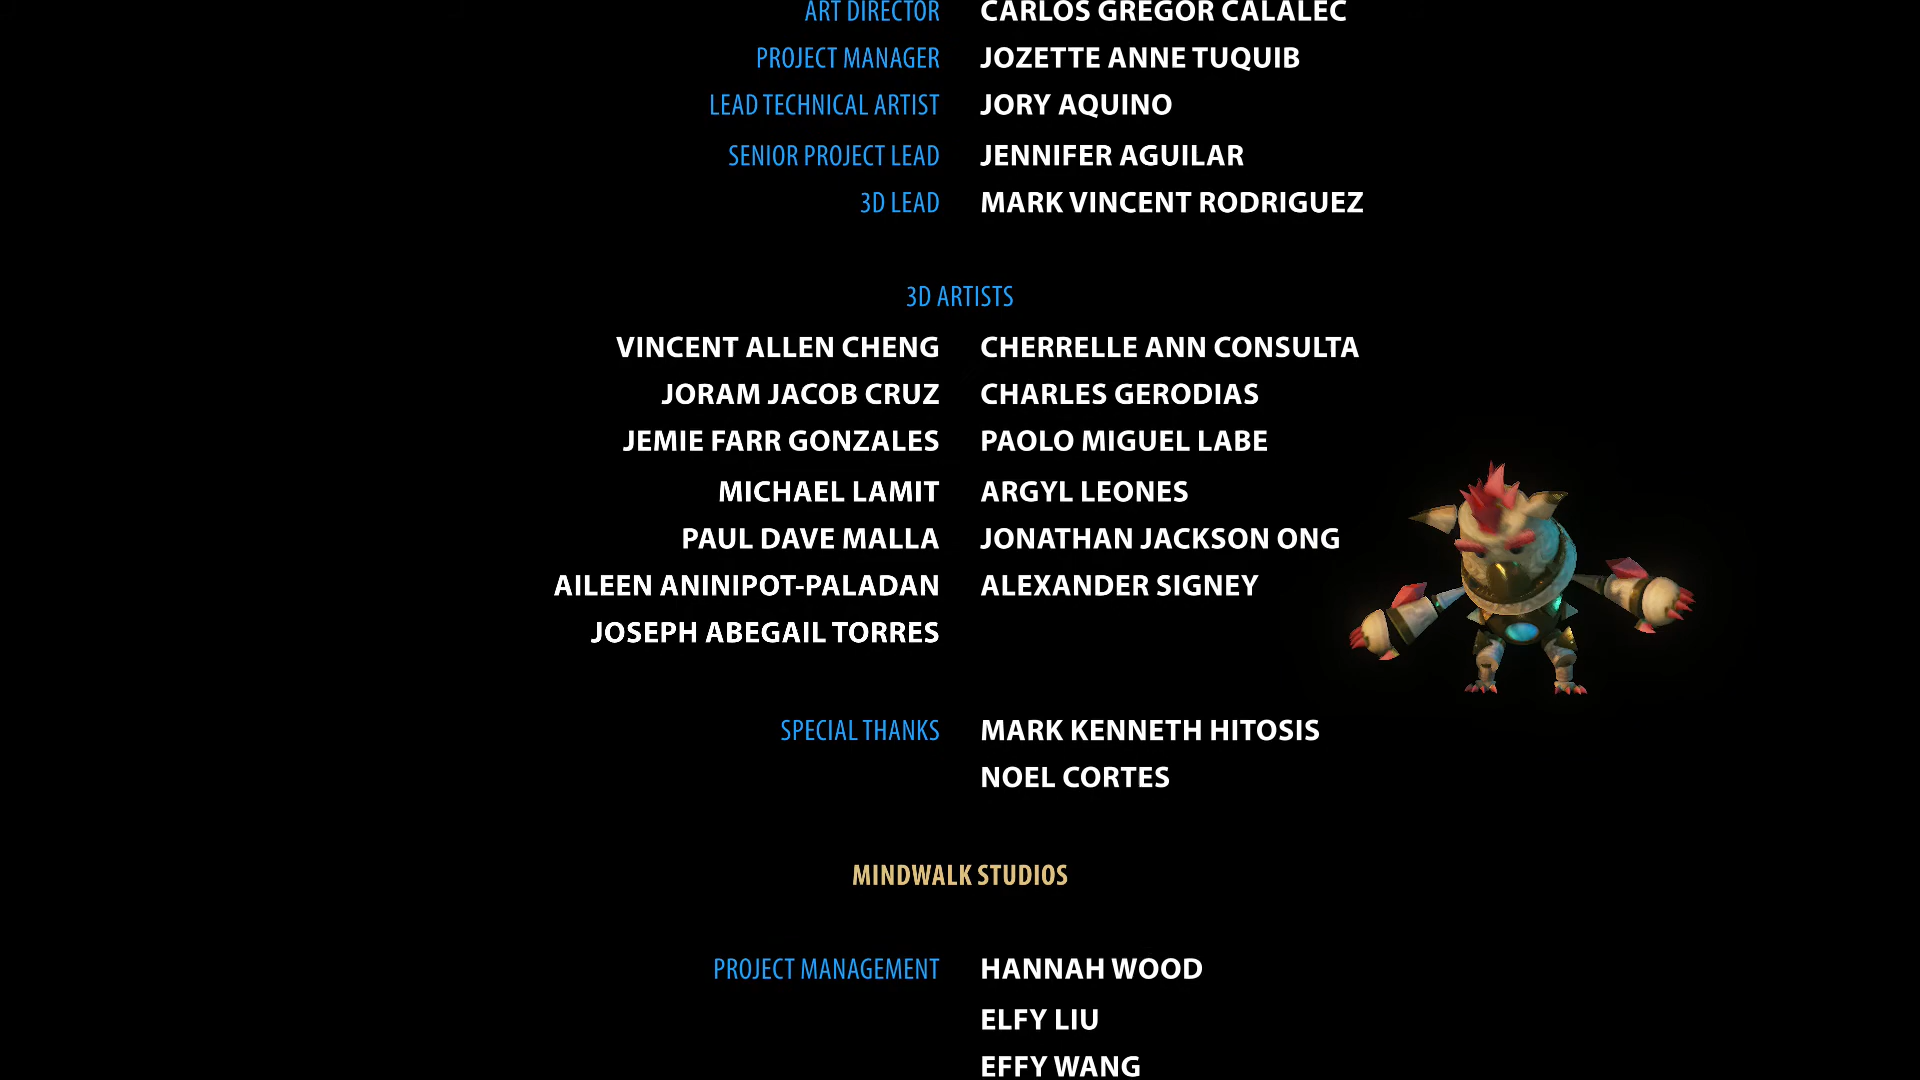 ART DIRECTOR CARLOS GREGOR CALALEC
PROJECT MANAGER JOZETTE ANNE TUQUIB
LEAD TECHNICAL ARTIST JORY AQUINO
SENIOR PROJECT LEAD JENNIFER AGUILAR
3D LEAD MARK VINCENT RODRIGUEZ
3D ARTISTS
VINCENT ALLEN CHENG CHERRELLE ANN CONSULTA
JORAM JACOB CRUZ CHARLES GERODIAS
JEMIE FARR GONZALES PAOLO MIGUEL LABE
MICHAEL LAMIT ARGYL LEONES
PAUL DAVE MALLA JONATHAN JACKSON ONG
AILEEN ANINIPOT-PALADAN ALEXANDER SIGNEY
JOSEPH ABEGAIL TORRES
SPECIAL THANKS MARK KENNETH HITOSIS
NOEL CORTES
MINDWALK STUDIOS
PROJECT MANAGEMENT HANNAH WOOD
ELFY LIU
EFFY WANG